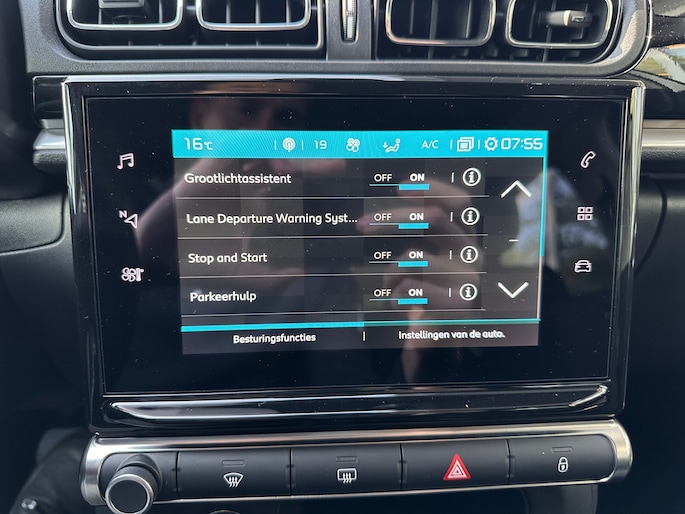 16°C 19 A/C 07:55
Grootlichtassistent OFF ON
Lane Departure Warning Syst... OFF ON
Stop and Start OFF ON
Parkeerhulp OFF ON
Besturingsfuncties Instellingen van de auto.
N